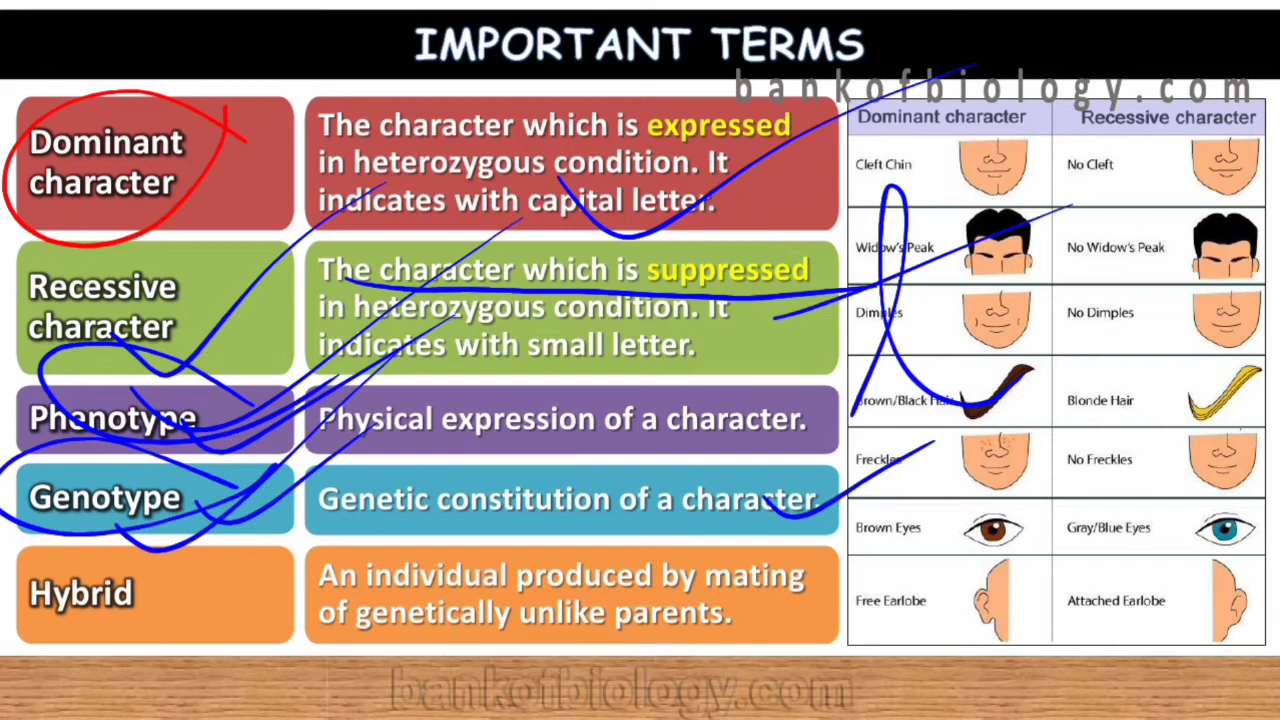 IMPORTANT TERMS
bankofbiology.com
Dominant
character
The character which is expressed
in heterozygous condition. It
indicates with capital letter.
Recessive
character
The character which is suppressed
in heterozygous condition. It
indicates with small letter.
Phenotype
Physical expression of a character.
Genotype
Genetic constitution of a character.
Hybrid
An individual produced by mating
of genetically unlike parents.
Dominant character Recessive character
Cleft Chin No Cleft
Widow's Peak No Widow's Peak
Dimples No Dimples
Brown/Black Hair Blonde Hair
Freckles No Freckles
Brown Eyes Gray/Blue Eyes
Free Earlobe Attached Earlobe
bankofbiology.com